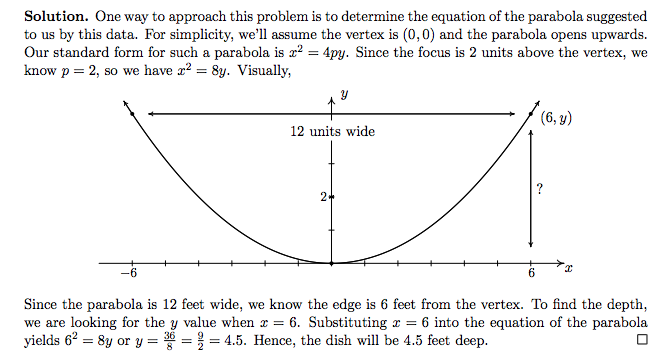 Solution. One way to approach this problem is to determine the equation of the parabola suggested
to us by this data. For simplicity, we'll assume the vertex is (0, 0) and the parabola opens upwards.
Our standard form for such a parabola is x² = 4py. Since the focus is 2 units above the vertex, we
know p = 2, so we have x² = 8y. Visually,
y
(6, y)
12 units wide
?
2
−6
6
x
Since the parabola is 12 feet wide, we know the edge is 6 feet from the vertex. To find the depth,
we are looking for the y value when x = 6. Substituting x = 6 into the equation of the parabola
yields 6² = 8y or y = 36/8 = 9/2 = 4.5. Hence, the dish will be 4.5 feet deep. □